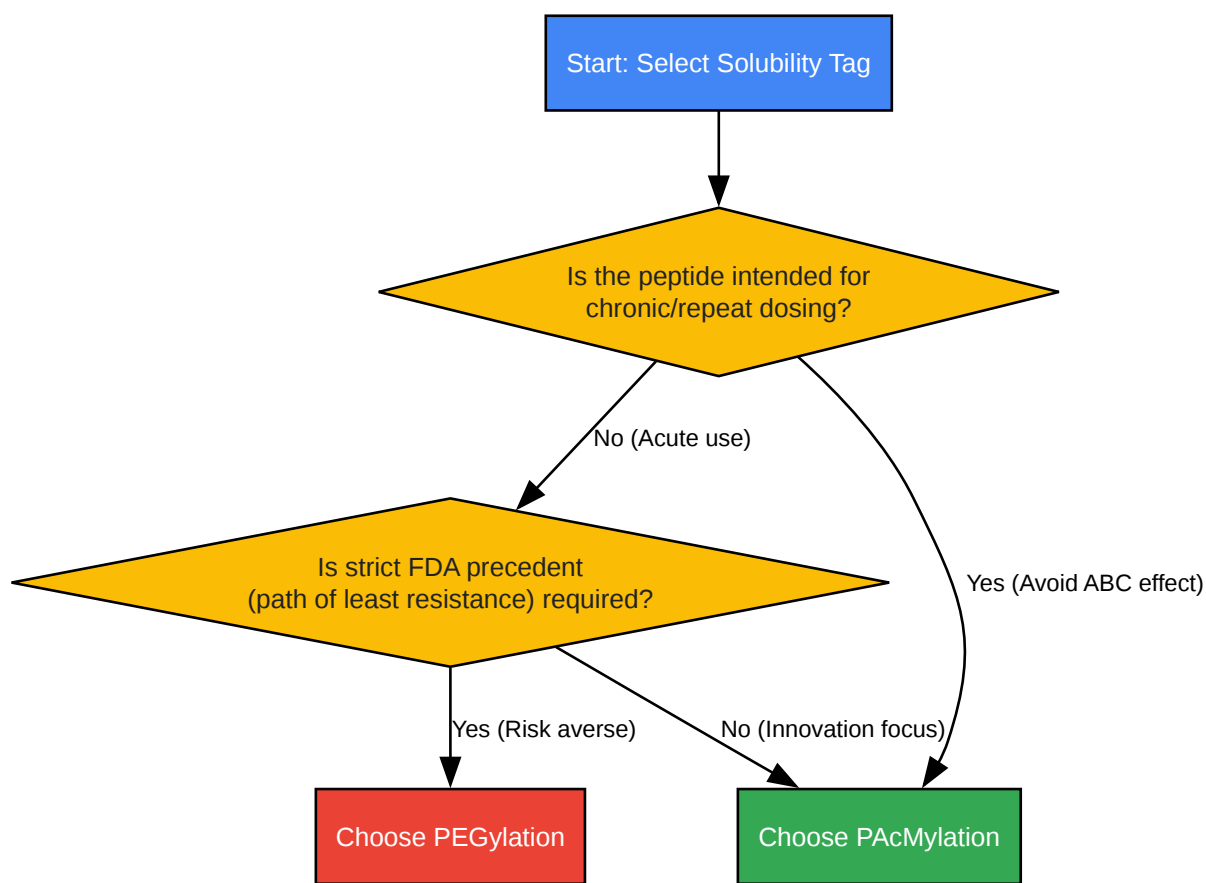 Start: Select Solubility Tag
Is the peptide intended for
chronic/repeat dosing?
No (Acute use)
Is strict FDA precedent
(path of least resistance) required?
Yes (Avoid ABC effect)
Yes (Risk averse)
No (Innovation focus)
Choose PEGylation
Choose PAcMylation